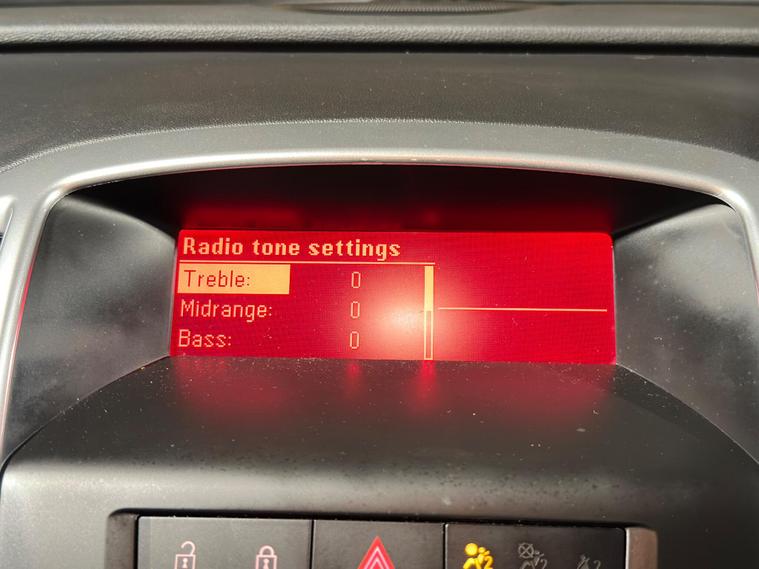 Radio tone settings
Treble: 0
Midrange: 0
Bass: 0